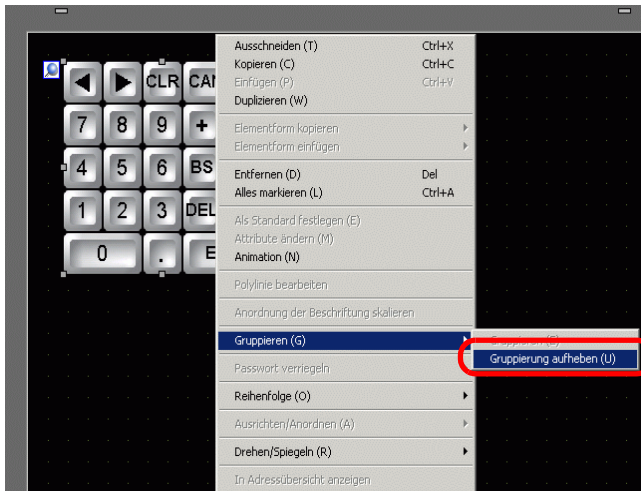 ◀ ▶ CLR CAN
7 8 9 +
4 5 6 BS
1 2 3 DEL
0 . E
Ausschneiden (T) Ctrl+X
Kopieren (C) Ctrl+C
Einfügen (P) Ctrl+V
Duplizieren (W)
Elementform kopieren
Elementform einfügen
Entfernen (D) Del
Alles markieren (L) Ctrl+A
Als Standard festlegen (E)
Attribute ändern (M)
Animation (N)
Polylinie bearbeiten
Anordnung der Beschriftung skalieren
Gruppieren (G)
Gruppierung aufheben (U)
Passwort verriegeln
Reihenfolge (O)
Ausrichten/Anordnen (A)
Drehen/Spiegeln (R)
In Adressübersicht anzeigen